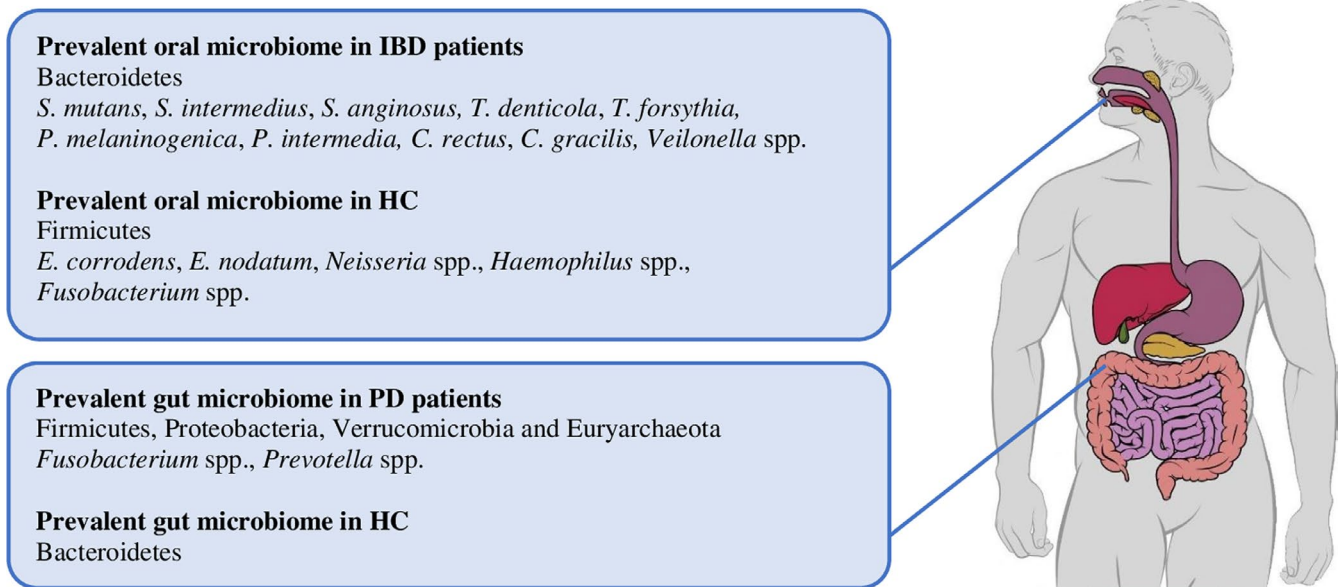 Prevalent oral microbiome in IBD patients
Bacteroidetes
S. mutans, S. intermedius, S. anginosus, T. denticola, T. forsythia,
P. melaninogenica, P. intermedia, C. rectus, C. gracilis, Veilonella spp.
Prevalent oral microbiome in HC
Firmicutes
E. corrodens, E. nodatum, Neisseria spp., Haemophilus spp.,
Fusobacterium spp.
Prevalent gut microbiome in PD patients
Firmicutes, Proteobacteria, Verrucomicrobia and Euryarchaeota
Fusobacterium spp., Prevotella spp.
Prevalent gut microbiome in HC
Bacteroidetes